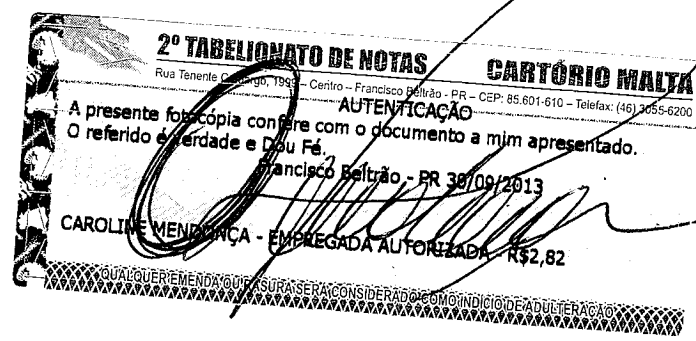 2º TABELIONATO DE NOTAS CARTÓRIO MALTA
Rua Tenente Camargo, 1999 - Centro – Francisco Beltrão - PR – CEP: 85.601-610 – Telefax: (46) 3055-6200
AUTENTICAÇÃO
A presente fotocópia confere com o documento a mim apresentado.
O referido é verdade e Dou Fé.
Francisco Beltrão - PR 30/09/2013
CAROLINE MENDONÇA - EMPREGADA AUTORIZADA - R$2,82
QUALQUER EMENDA OU RASURA SERÁ CONSIDERADO COMO INDÍCIO DE ADULTERAÇÃO